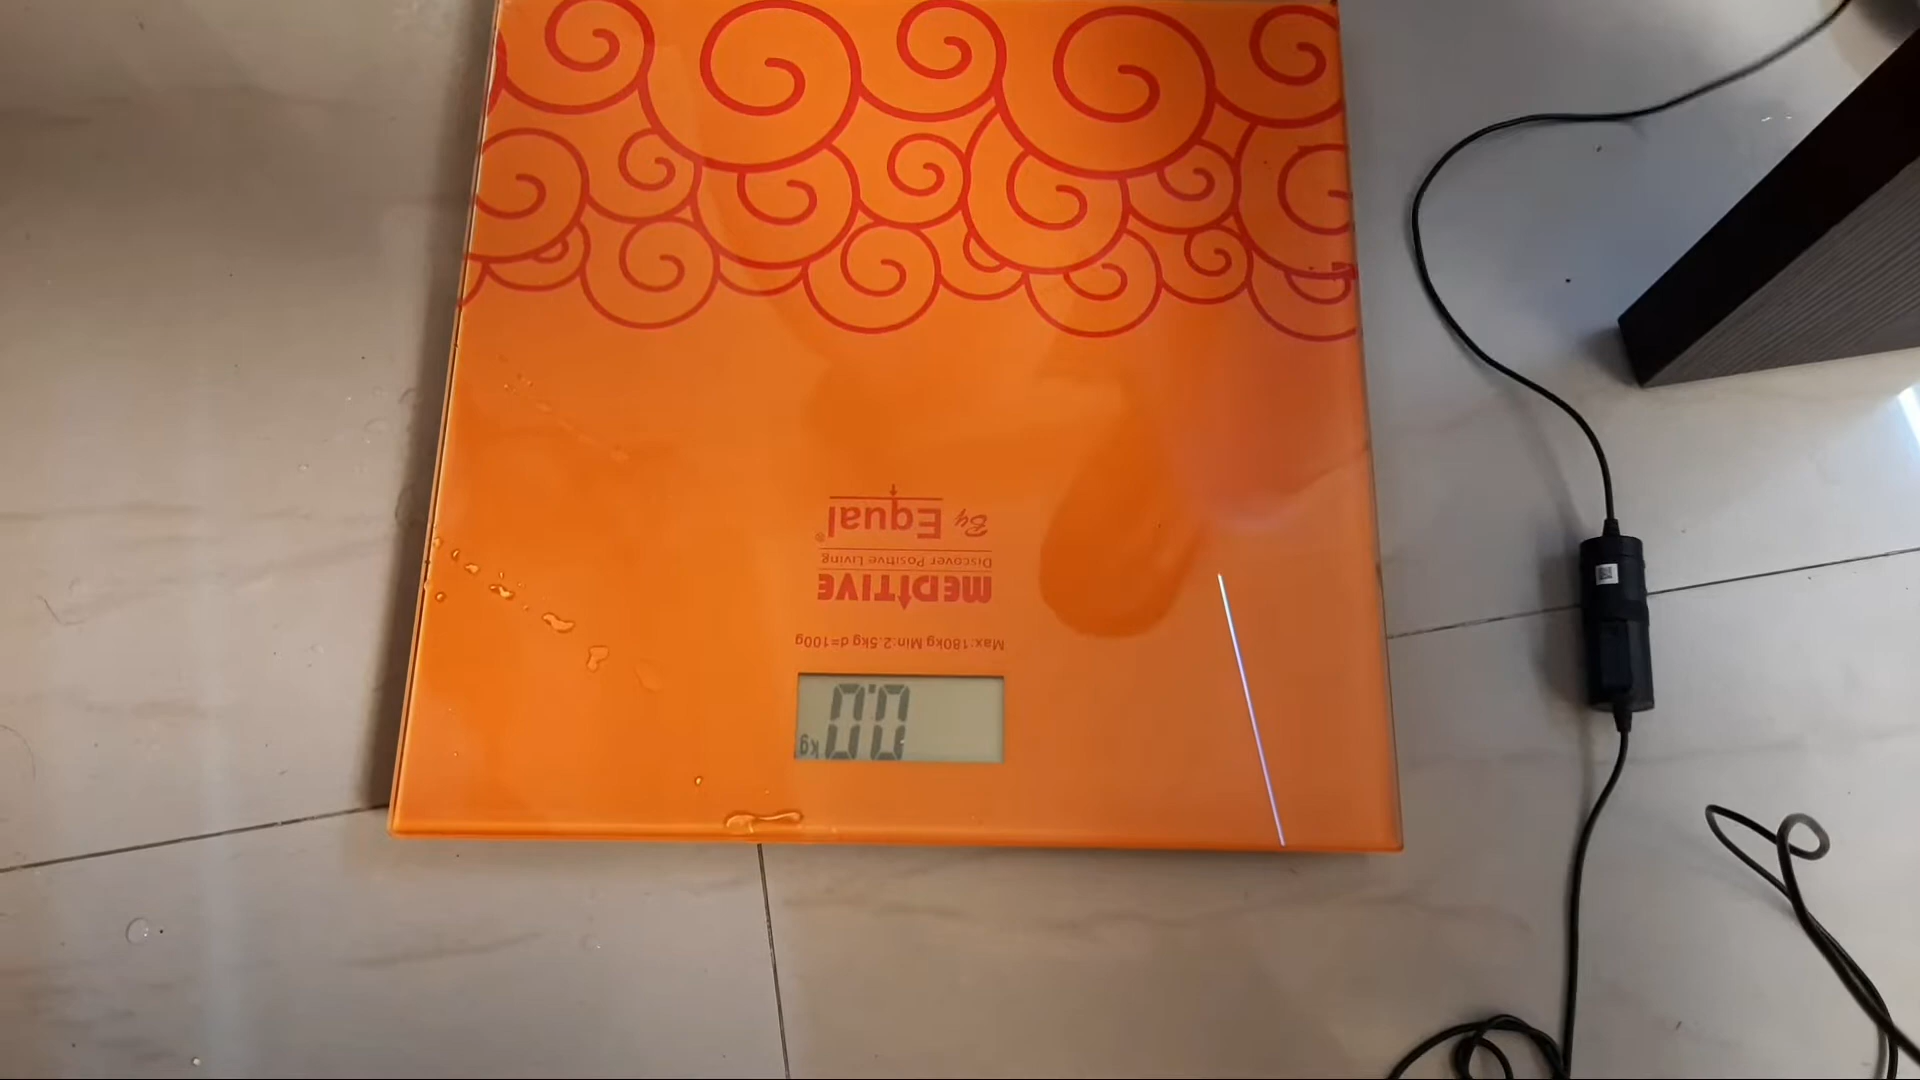 0.0 kg
Max:180kg Min:2.5kg d=100g
MEDITIVE
Discover Positive Living
By Equal®